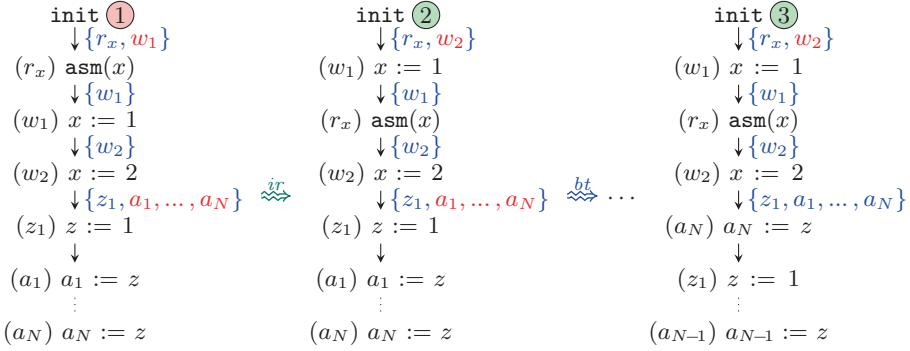 init 1
{r_x, w_1}
(r_x) asm(x)
{w_1}
(w_1) x := 1
{w_2}
(w_2) x := 2
{z_1, a_1, ..., a_N}
(z_1) z := 1
(a_1) a_1 := z
⋮
(a_N) a_N := z
ir
init 2
{r_x, w_2}
(w_1) x := 1
{w_1}
(r_x) asm(x)
{w_2}
(w_2) x := 2
{z_1, a_1, ..., a_N}
(z_1) z := 1
(a_1) a_1 := z
⋮
(a_N) a_N := z
bt
...
init 3
{r_x, w_2}
(w_1) x := 1
{w_1}
(r_x) asm(x)
{w_2}
(w_2) x := 2
{z_1, a_1, ..., a_N}
(a_N) a_N := z
(z_1) z := 1
⋮
(a_{N-1}) a_{N-1} := z